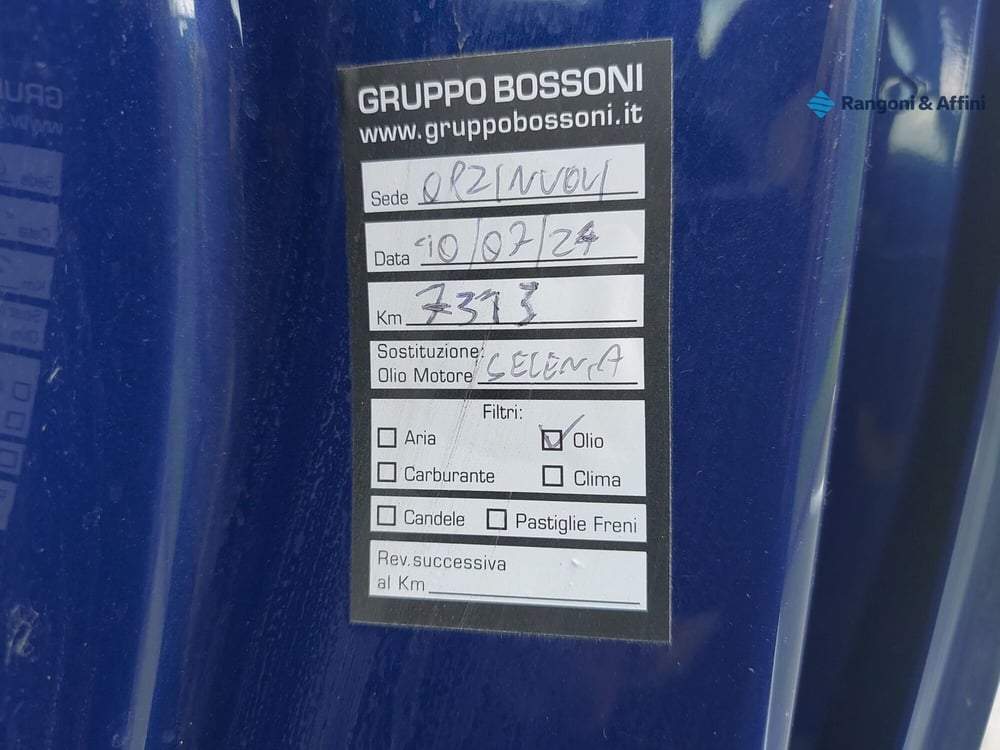 GRUPPO BOSSONI
www.gruppobossoni.it
Rangoni & Affini
Sede ORZINUOVI
Data 10/07/24
Km 7313
Sostituzione:
Olio Motore SELENIA
Filtri:
Aria Olio
Carburante Clima
Candele Pastiglie Freni
Rev.successiva
al Km